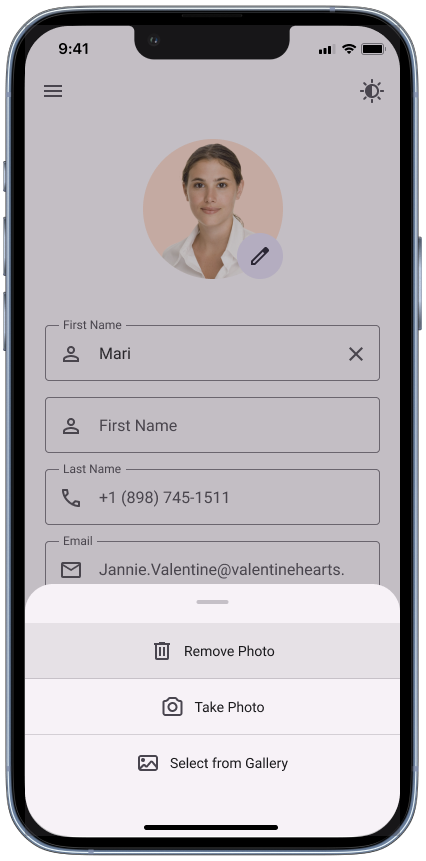 9:41
First Name
Mari
First Name
Last Name
+1 (898) 745-1511
Email
Jannie.Valentine@valentinehearts.
Remove Photo
Take Photo
Select from Gallery